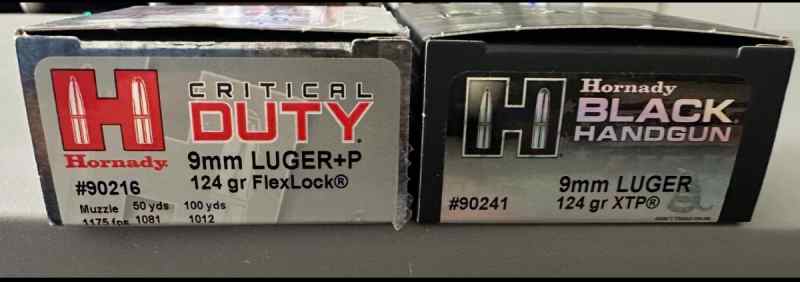 CRITICAL
DUTY®
H
Hornady®
9mm LUGER+P
124 gr FlexLock®
#90216
Muzzle 50 yds 100 yds
1175 fps 1081 1012
H
Hornady
BLACK®
HANDGUN
9mm LUGER
#90241 124 gr XTP®